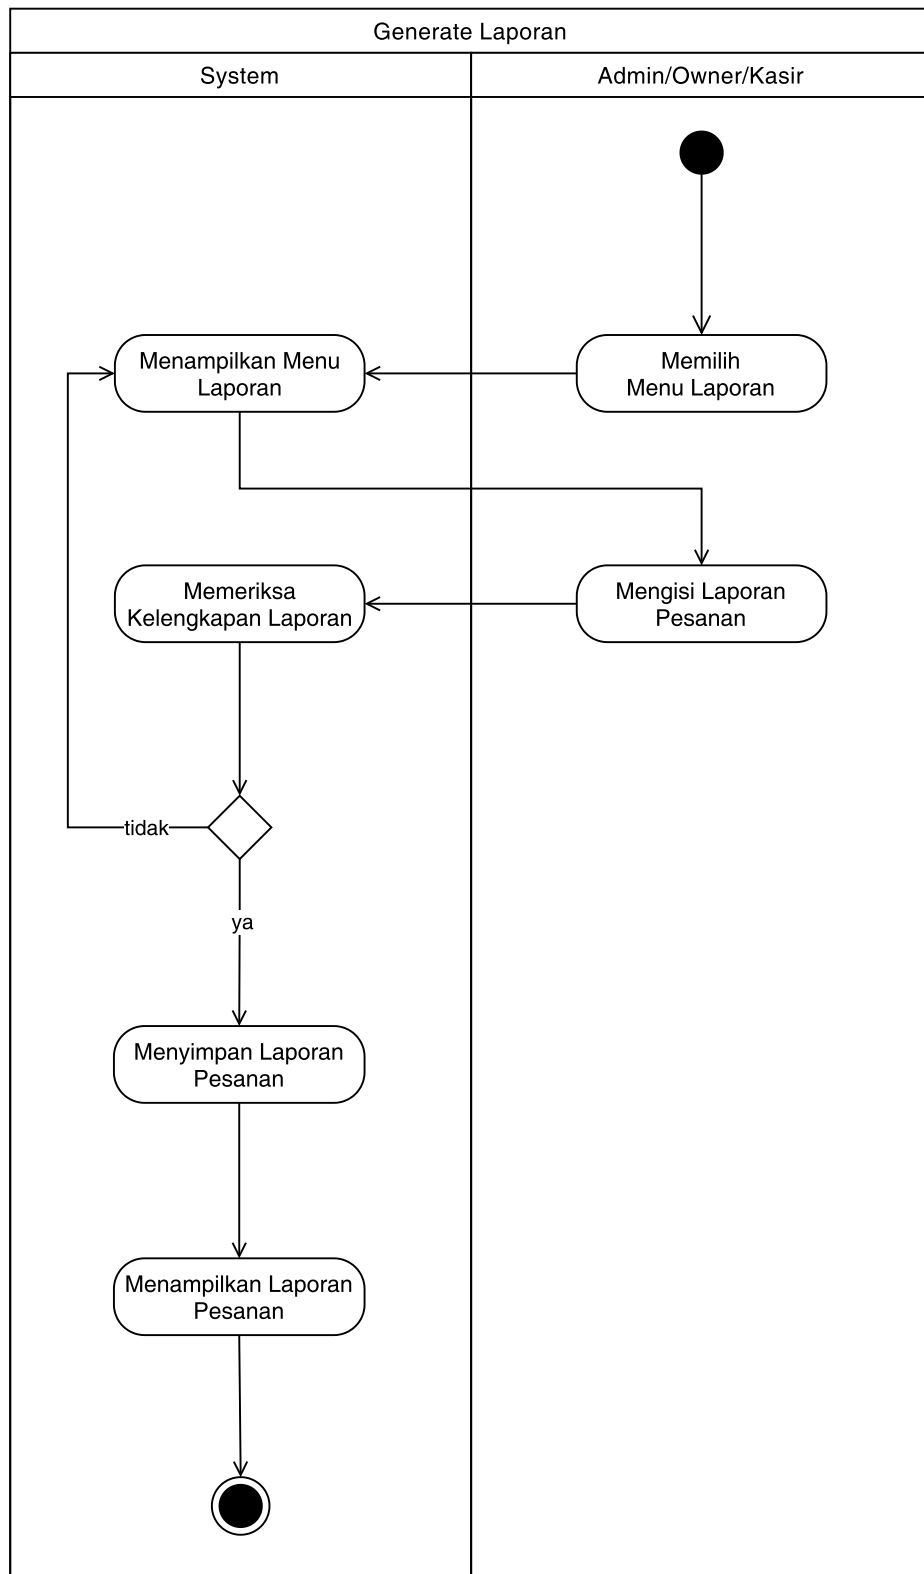 Generate Laporan
System
Admin/Owner/Kasir
Menampilkan Menu
Laporan
Memilih
Menu Laporan
Memeriksa
Kelengkapan Laporan
Mengisi Laporan
Pesanan
tidak
ya
Menyimpan Laporan
Pesanan
Menampilkan Laporan
Pesanan